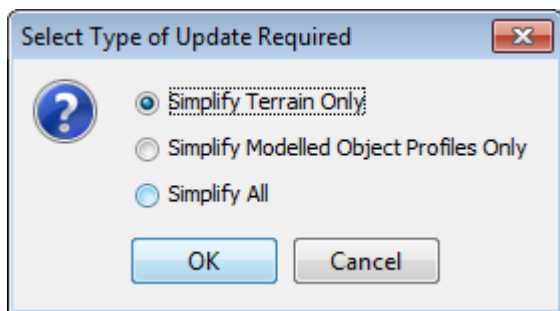 Select Type of Update Required
?
Simplify Terrain Only
Simplify Modelled Object Profiles Only
Simplify All
OK Cancel